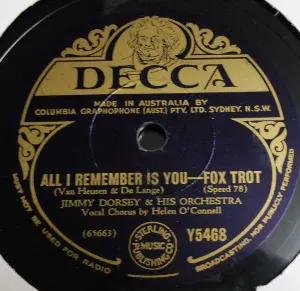 DECCA
MADE IN AUSTRALIA BY
COLUMBIA GRAPHOPHONE (AUST) PTY. LTD. SYDNEY. N.S.W.
ALL I REMEMBER IS YOU—FOX TROT
(Van Heusen & De Lange) (Speed 78)
JIMMY DORSEY & HIS ORCHESTRA
Vocal Chorus by Helen O'Connell
(65663)
STERLING
MUSIC
PUBLISHING CO
Y5468
MUST NOT BE USED FOR RADIO
BROADCASTING, NOR PUBLICLY PERFORMED